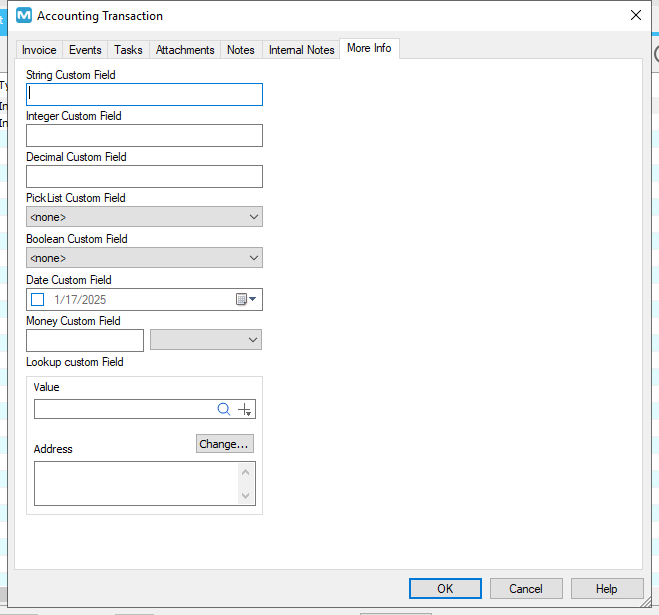 Accounting Transaction
Invoice Events Tasks Attachments Notes Internal Notes More Info
String Custom Field
Integer Custom Field
Decimal Custom Field
PickList Custom Field
<none>
Boolean Custom Field
<none>
Date Custom Field
1/17/2025
Money Custom Field
Lookup custom Field
Value
Address Change...
OK Cancel Help